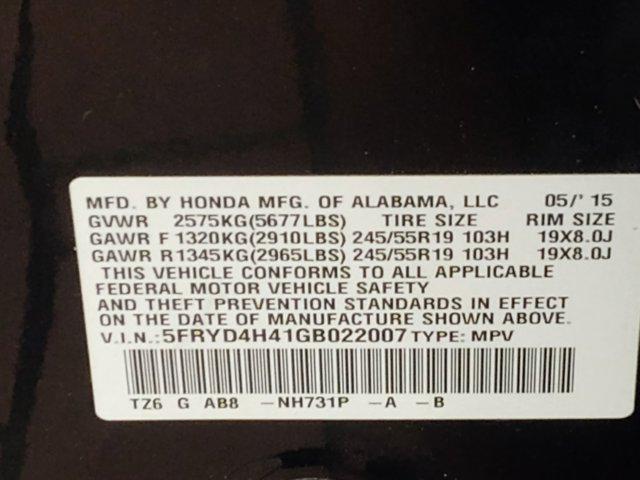 MFD. BY HONDA MFG. OF ALABAMA, LLC 05/' 15
GVWR 2575KG(5677LBS) TIRE SIZE RIM SIZE
GAWR F 1320KG(2910LBS) 245/55R19 103H 19X8.0J
GAWR R 1345KG(2965LBS) 245/55R19 103H 19X8.0J
THIS VEHICLE CONFORMS TO ALL APPLICABLE
FEDERAL MOTOR VEHICLE SAFETY
AND THEFT PREVENTION STANDARDS IN EFFECT
ON THE DATE OF MANUFACTURE SHOWN ABOVE.
V.I.N.: 5FRYD4H41GB022007 TYPE: MPV
TZ6 G AB8 -NH731P -A -B